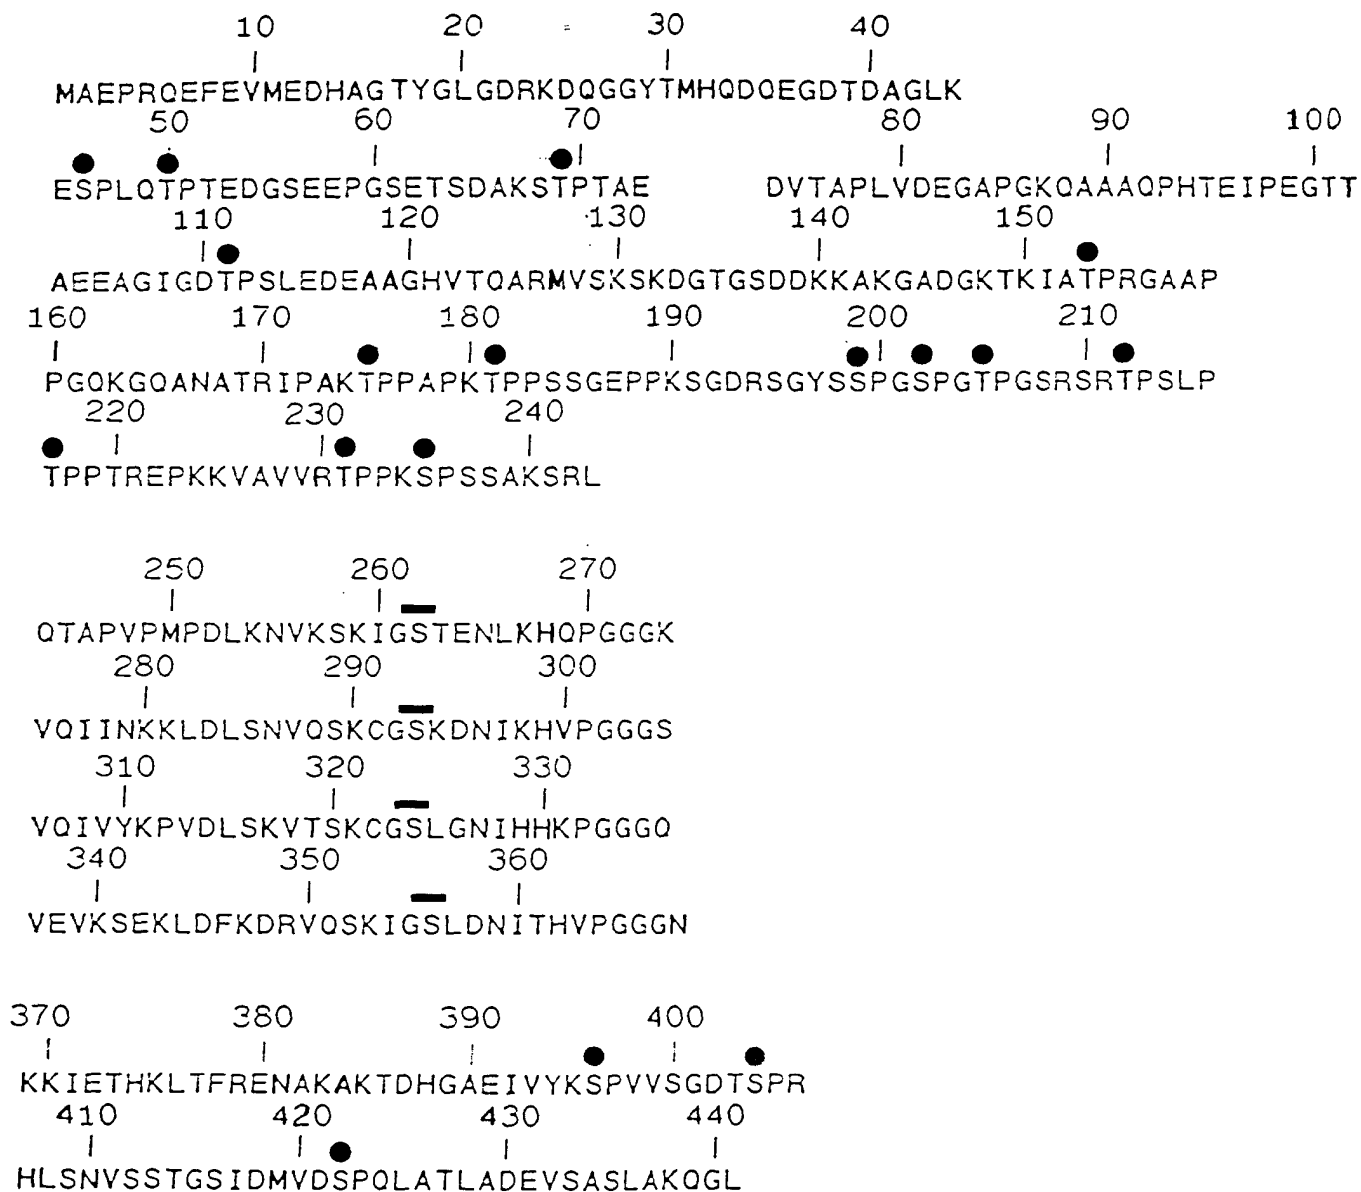 10 20 30 40
MAEPRQEFEVMEDHAGTYGLGDRKDQGGYTMHQDQEGDTDAGLK
50 60 70 80 90 100
ESPLQTPTEDGSEEPGSETSDAKSTPTAE DVTAPLVDEGAPGKQAAAQPHTEIPEGTT
110 120 130 140 150
AEEAGIGDTPSLEDEAAGHVTQARMVSKSKDGTGSDDKKAKGADGKTKIATPRGAAP
160 170 180 190 200 210
PGQKGQANATRIPAKTPPAPKTPPSSGEPPKSGDRSGYSSPGSPGTPGSRSRTPSLP
220 230 240
TPPTREPKKVAVVRTPPKSPSSAKSRL
250 260 270
QTAPVPMPDLKNVKSKIGSTENLKHQPGGGK
280 290 300
VQIINKKLDLSNVQSKCGSKDNIKHVPGGGS
310 320 330
VQIVYKPVDLSKVTSKCGSLGNIHHKPGGGQ
340 350 360
VEVKSEKLDFKDRVQSKIGSLDNITHVPGGGN
370 380 390 400
KKIETHKLTFRENAKAKTDHGAEIVYKSPVVSGDTSPR
410 420 430 440
HLSNVSSTGSIDMVDSPQLATLADEVSASLAKQGL